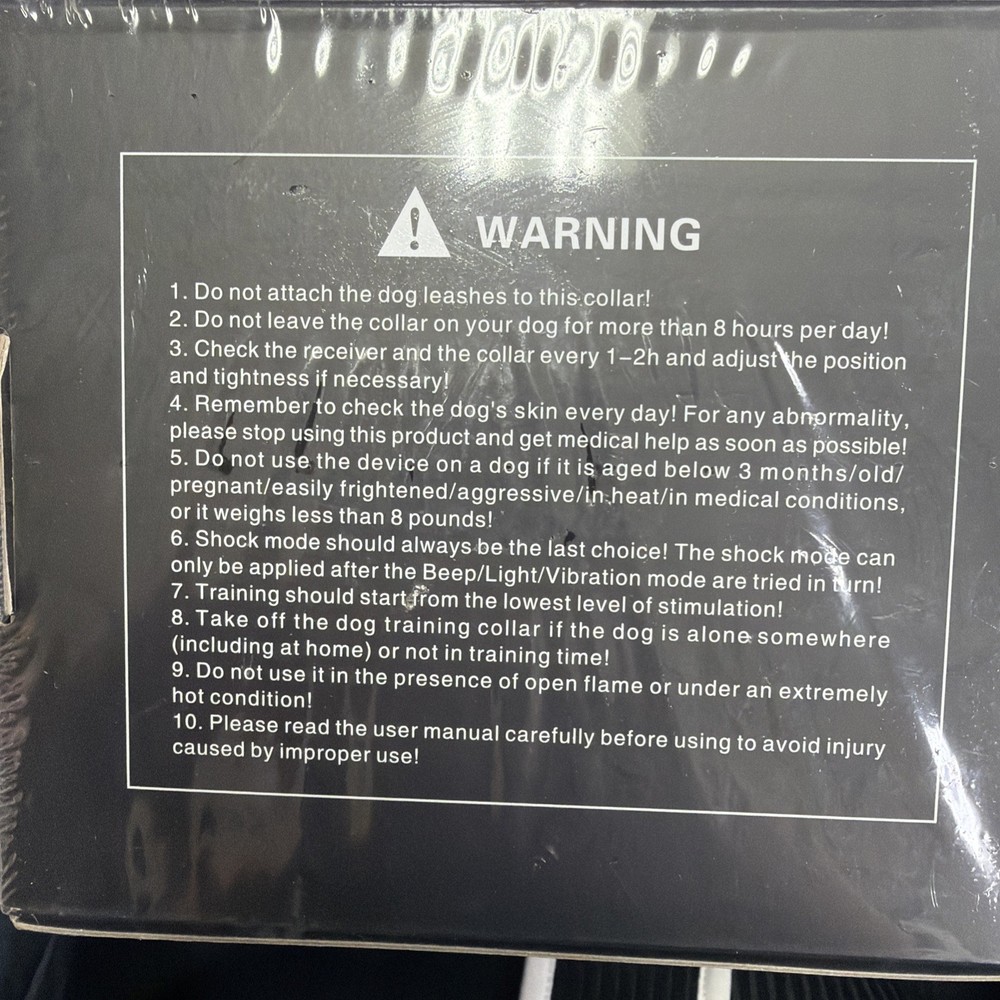 WARNING
1. Do not attach the dog leashes to this collar!
2. Do not leave the collar on your dog for more than 8 hours per day!
3. Check the receiver and the collar every 1–2h and adjust the position
and tightness if necessary!
4. Remember to check the dog's skin every day! For any abnormality,
please stop using this product and get medical help as soon as possible!
5. Do not use the device on a dog if it is aged below 3 months/old/
pregnant/easily frightened/aggressive/in heat/in medical conditions,
or it weighs less than 8 pounds!
6. Shock mode should always be the last choice! The shock mode can
only be applied after the Beep/Light/Vibration mode are tried in turn!
7. Training should start from the lowest level of stimulation!
8. Take off the dog training collar if the dog is alone somewhere
(including at home) or not in training time!
9. Do not use it in the presence of open flame or under an extremely
hot condition!
10. Please read the user manual carefully before using to avoid injury
caused by improper use!